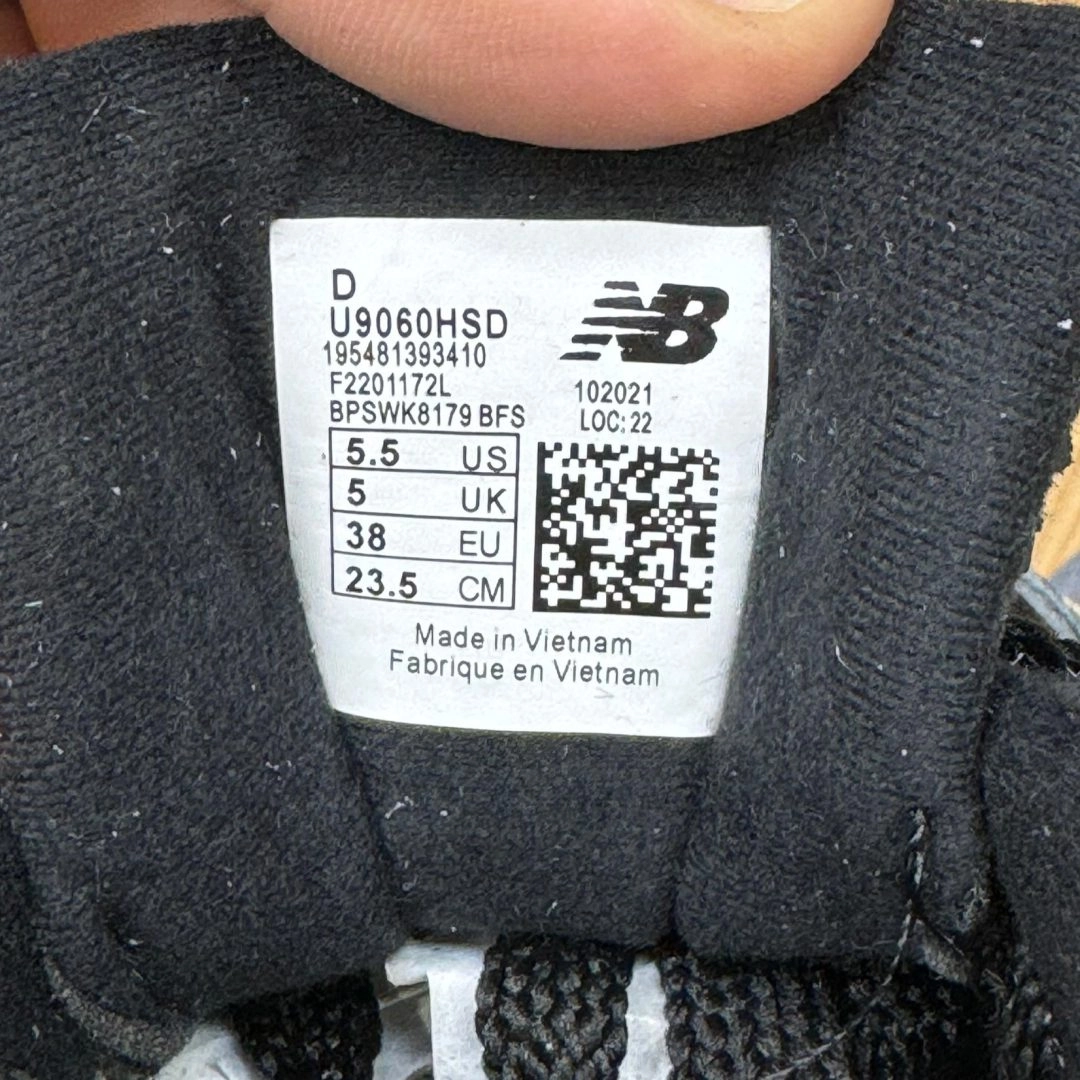 D
U9060HSD
195481393410
F2201172L
BPSWK8179 BFS
NB
102021
LOC: 22
5.5 US
5 UK
38 EU
23.5 CM
Made in Vietnam
Fabrique en Vietnam